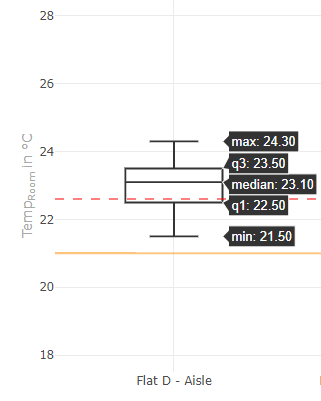 28
26
max: 24.30
24
q3: 23.50
median: 23.10
q1: 22.50
22
min: 21.50
20
18
TempRoom in °C
Flat D - Aisle